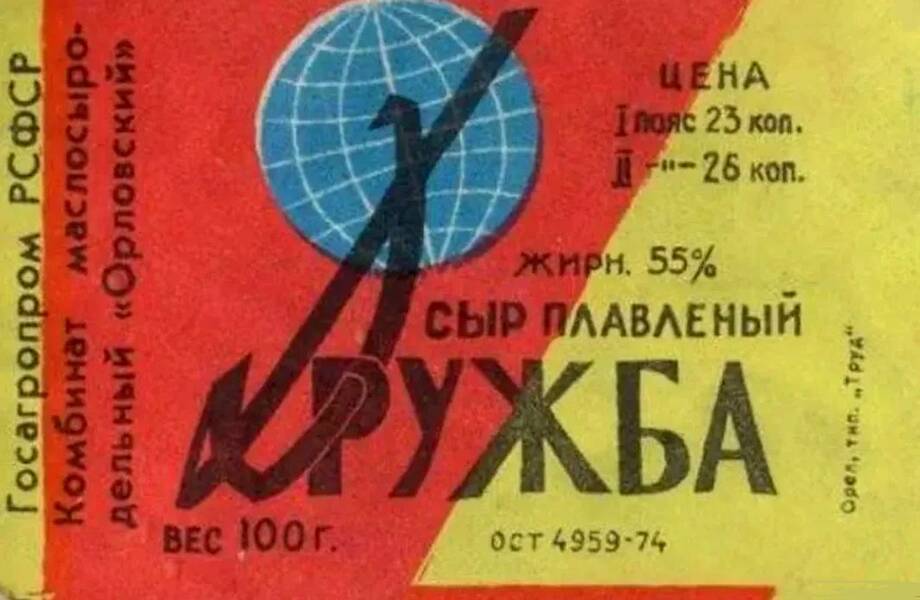 Госагропром РСФСР
Комбинат маслосыро-
дельный «Орловский»
ЦЕНА
I пояс 23 коп.
II -"- 26 коп.
ЖИРН. 55%
СЫР ПЛАВЛЕНЫЙ
ДРУЖБА
ВЕС 100 Г.
ОСТ 4959-74
Орел, тип. „Труд“